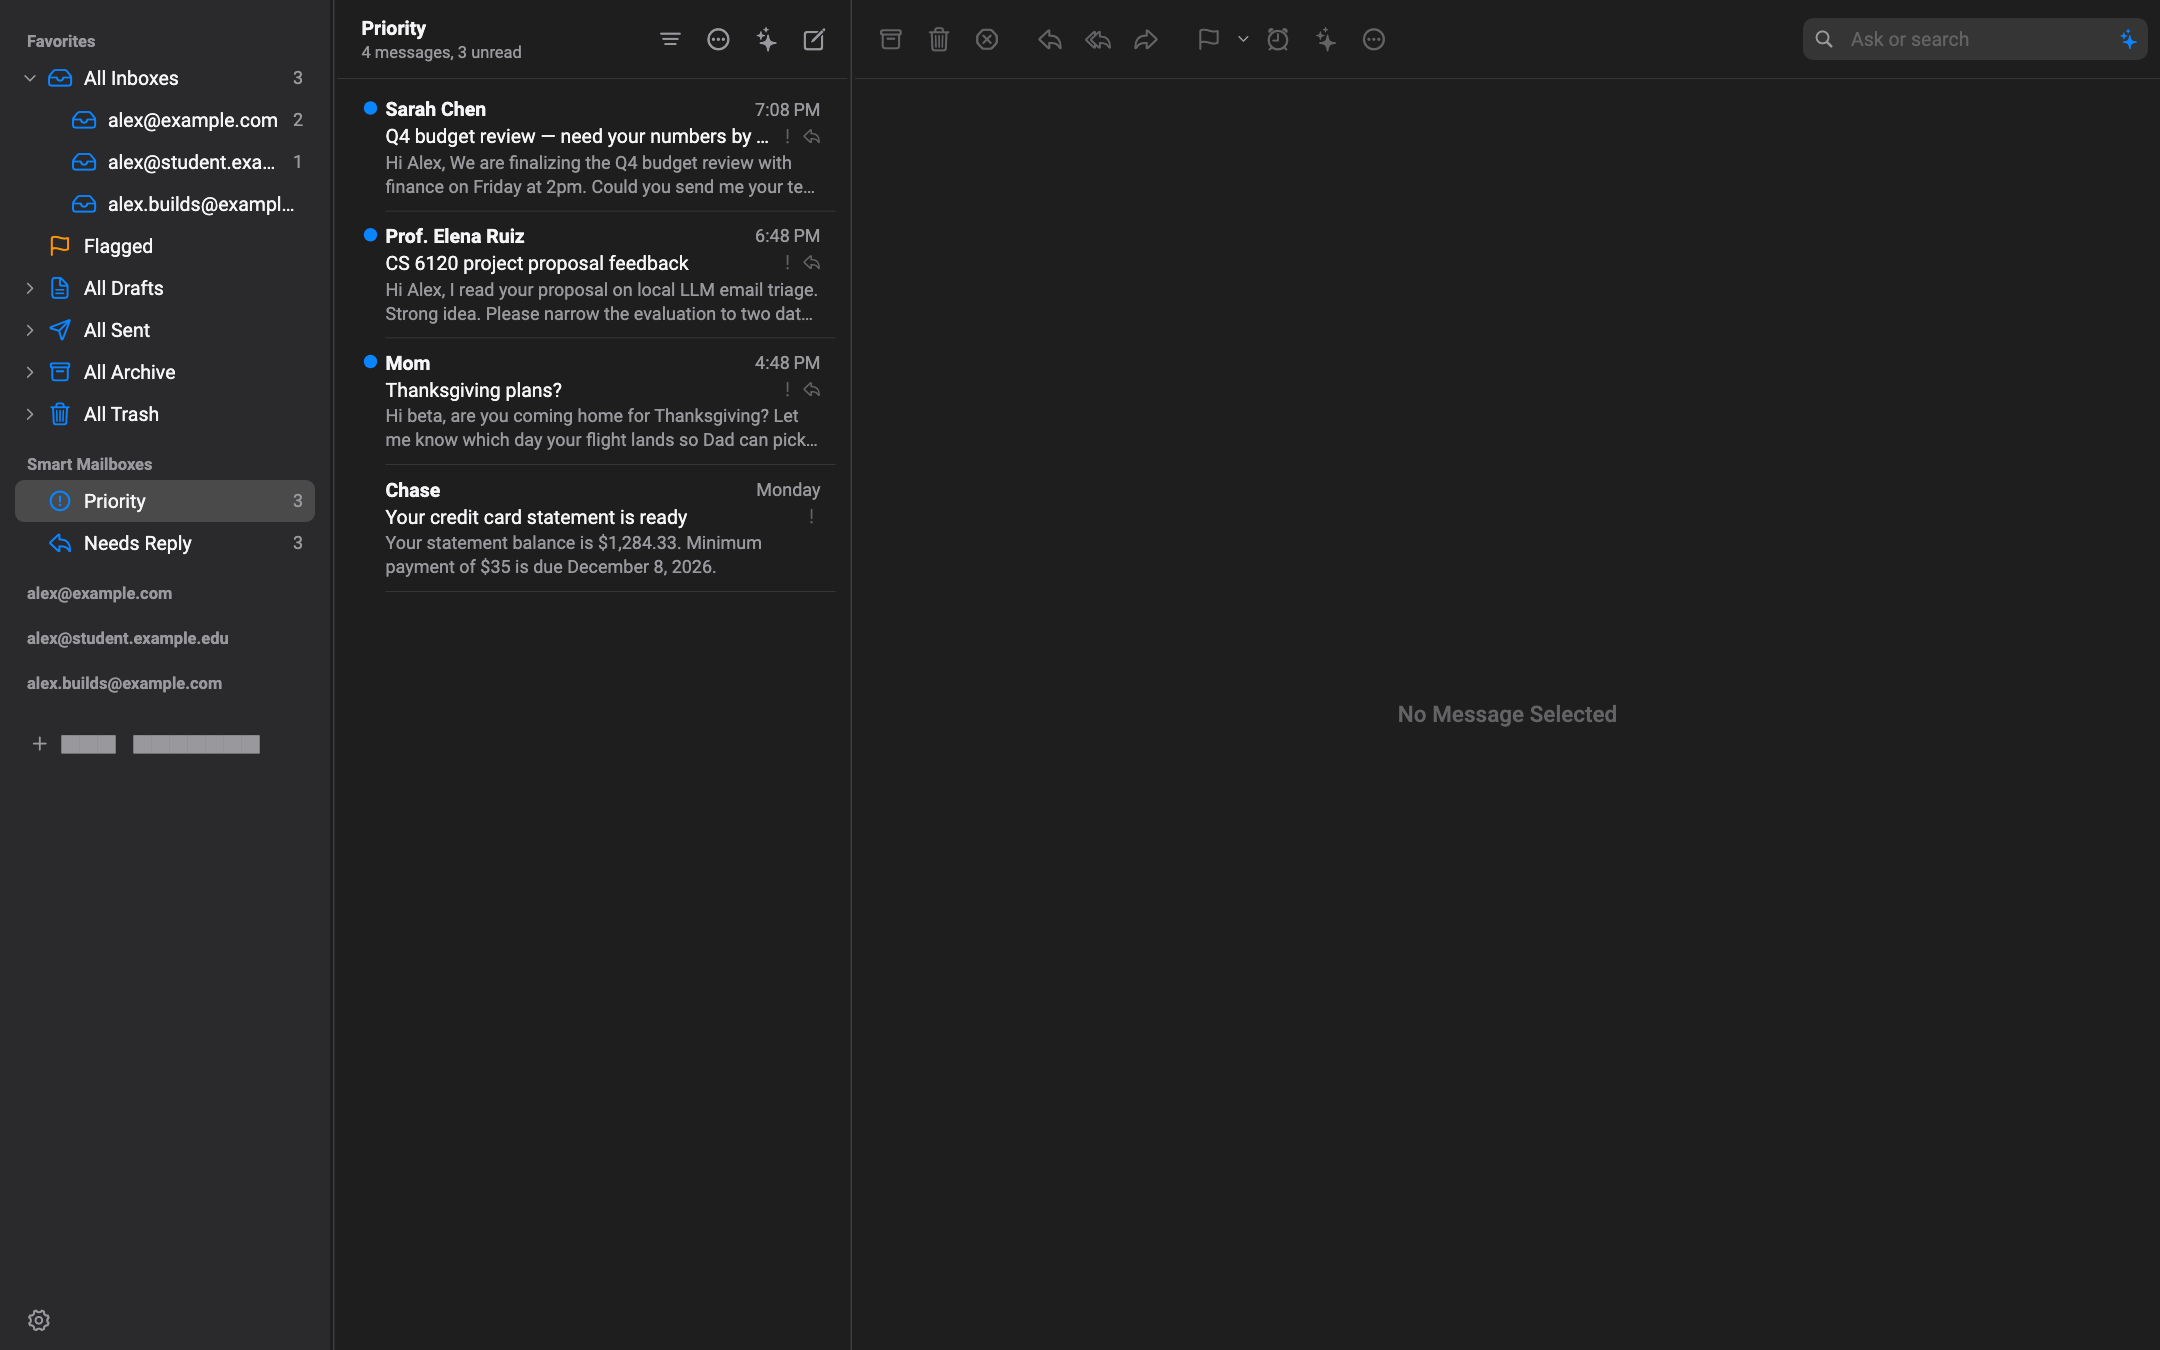 Favorites
All Inboxes 3
alex@example.com 2
alex@student.exa... 1
alex.builds@exampl...
Flagged
All Drafts
All Sent
All Archive
All Trash
Smart Mailboxes
Priority 3
Needs Reply 3
alex@example.com
alex@student.example.edu
alex.builds@example.com
Priority
4 messages, 3 unread
Sarah Chen 7:08 PM
Q4 budget review — need your numbers by ... !
Hi Alex, We are finalizing the Q4 budget review with
finance on Friday at 2pm. Could you send me your te...
Prof. Elena Ruiz 6:48 PM
CS 6120 project proposal feedback !
Hi Alex, I read your proposal on local LLM email triage.
Strong idea. Please narrow the evaluation to two dat...
Mom 4:48 PM
Thanksgiving plans? !
Hi beta, are you coming home for Thanksgiving? Let
me know which day your flight lands so Dad can pick...
Chase Monday
Your credit card statement is ready !
Your statement balance is $1,284.33. Minimum
payment of $35 is due December 8, 2026.
Ask or search
No Message Selected